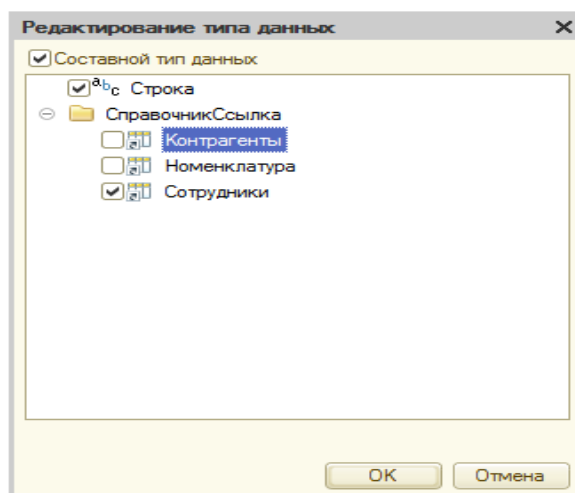 Редактирование типа данных
Составной тип данных
abc Строка
СправочникСсылка
Контрагенты
Номенклатура
Сотрудники
OK Отмена